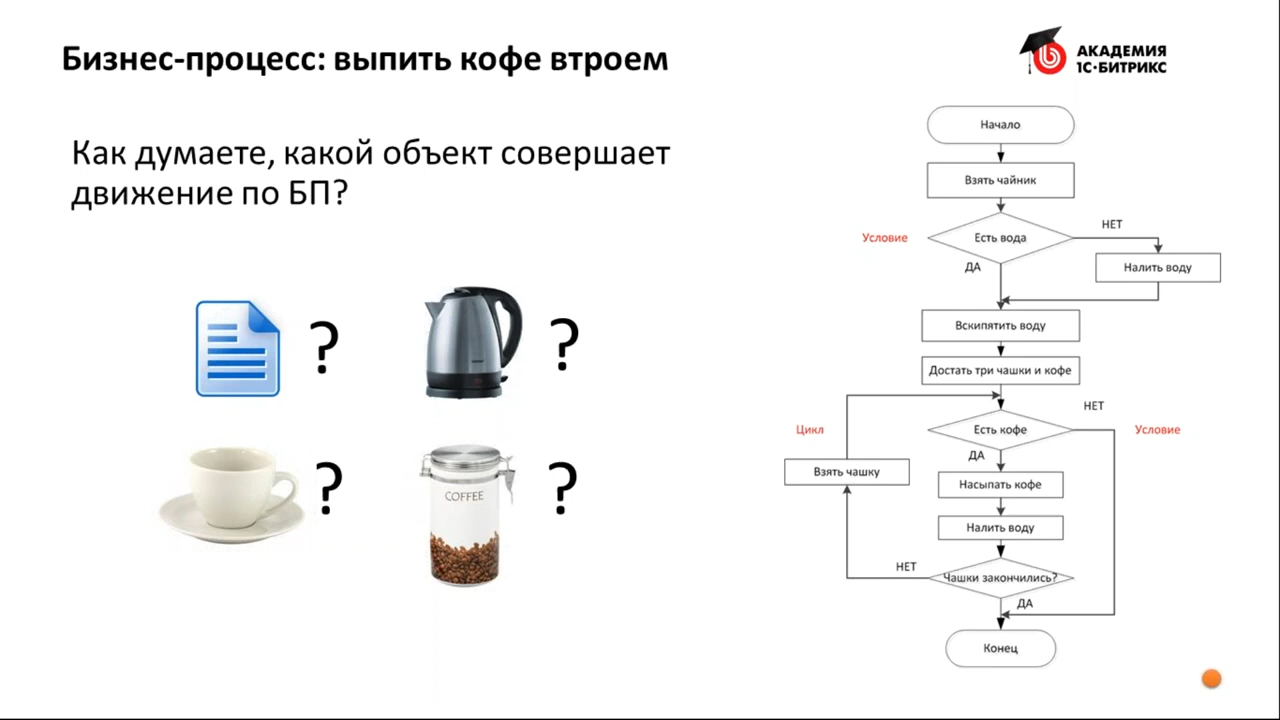 Бизнес-процесс: выпить кофе втроем
АКАДЕМИЯ
1С·БИТРИКС
Как думаете, какой объект совершает
движение по БП?
?
?
?
COFFEE
?
Начало
Взять чайник
Условие
Есть вода
НЕТ
ДА
Налить воду
Вскипятить воду
Достать три чашки и кофе
НЕТ
Цикл
Есть кофе
Условие
ДА
Взять чашку
Насыпать кофе
Налить воду
НЕТ
Чашки закончились?
ДА
Конец